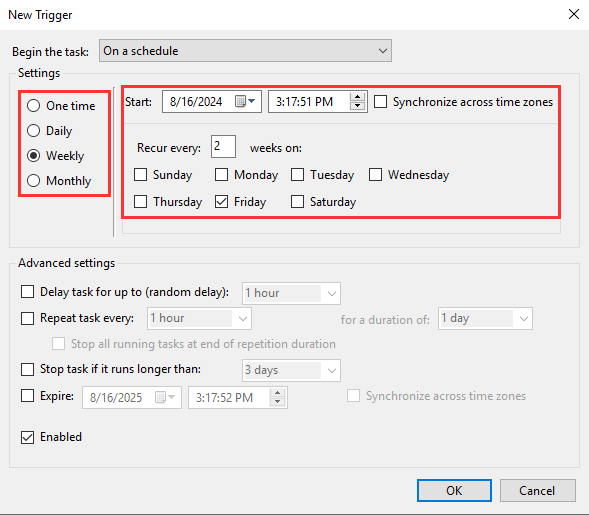 New Trigger
Begin the task: On a schedule
Settings
One time
Daily
Weekly
Monthly
Start: 8/16/2024 3:17:51 PM Synchronize across time zones
Recur every: 2 weeks on:
Sunday Monday Tuesday Wednesday
Thursday Friday Saturday
Advanced settings
Delay task for up to (random delay): 1 hour
Repeat task every: 1 hour for a duration of: 1 day
Stop all running tasks at end of repetition duration
Stop task if it runs longer than: 3 days
Expire: 8/16/2025 3:17:52 PM Synchronize across time zones
Enabled
OK Cancel